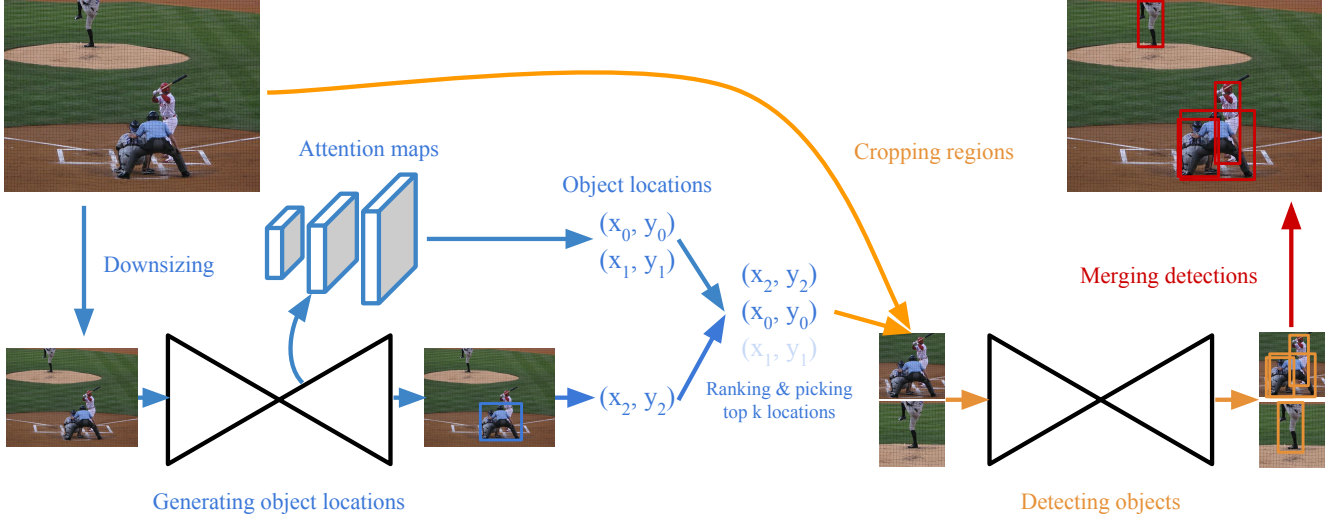 Attention maps
Object locations
Cropping regions
(x₀, y₀)
(x₁, y₁)
Downsizing
(x₂, y₂)
(x₀, y₀)
(x₁, y₁)
Merging detections
(x₂, y₂)
Ranking & picking
top k locations
Generating object locations
Detecting objects